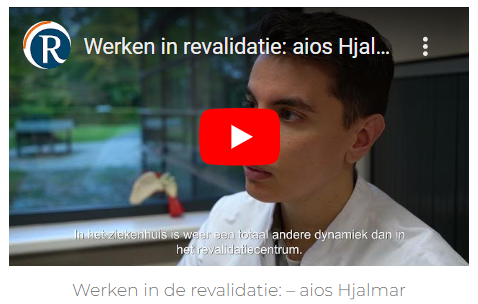 R
Werken in revalidatie: aios Hjal...
In het ziekenhuis is weer een totaal andere dynamiek dan in
het revalidatiecentrum.
Werken in de revalidatie: – aios Hjalmar